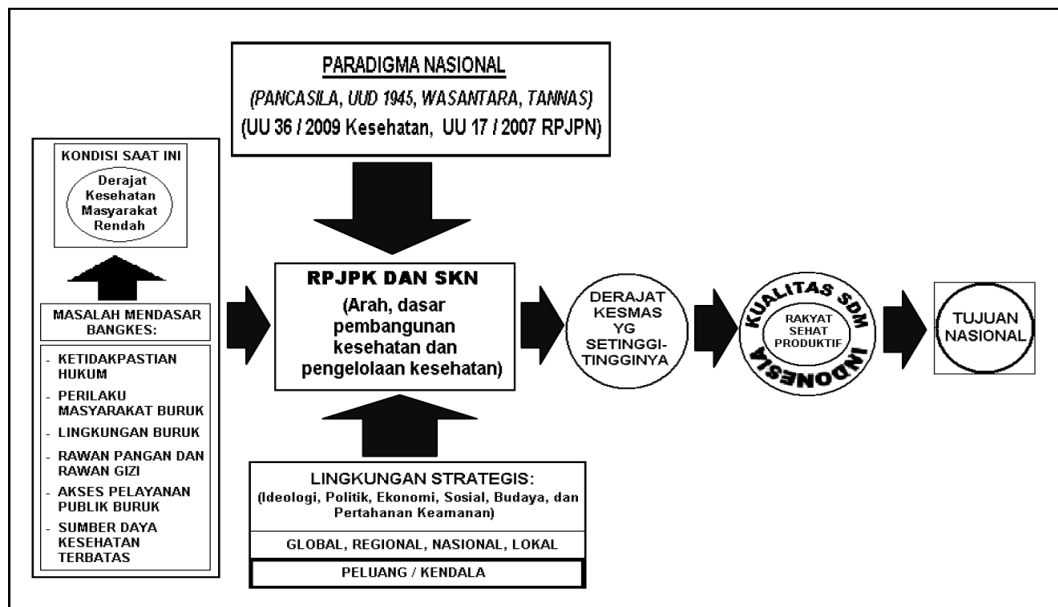 PARADIGMA NASIONAL
(PANCASILA, UUD 1945, WASANTARA, TANNAS)
(UU 36 / 2009 Kesehatan, UU 17 / 2007 RPJPN)
KONDISI SAAT INI
Derajat
Kesehatan
Masyarakat
Rendah
MASALAH MENDASAR
BANGKES:
- KETIDAKPASTIAN
HUKUM
- PERILAKU
MASYARAKAT BURUK
- LINGKUNGAN BURUK
- RAWAN PANGAN DAN
RAWAN GIZI
- AKSES PELAYANAN
PUBLIK BURUK
- SUMBER DAYA
KESEHATAN
TERBATAS
RPJPK DAN SKN
(Arah, dasar
pembangunan
kesehatan dan
pengelolaan kesehatan)
LINGKUNGAN STRATEGIS:
(Ideologi, Politik, Ekonomi, Sosial, Budaya, dan
Pertahanan Keamanan)
GLOBAL, REGIONAL, NASIONAL, LOKAL
PELUANG / KENDALA
DERAJAT
KESMAS
YG
SETINGGI-
TINGGINYA
KUALITAS SDM
RAKYAT
SEHAT
PRODUKTIF
INDONESIA
TUJUAN
NASIONAL